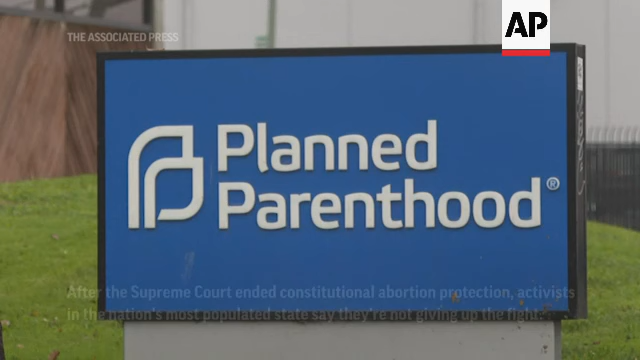 THE ASSOCIATED PRESS
AP
Planned
Parenthood®
After the Supreme Court ended constitutional abortion protection, activists
in the nation's most populated state say they're not giving up the fight.